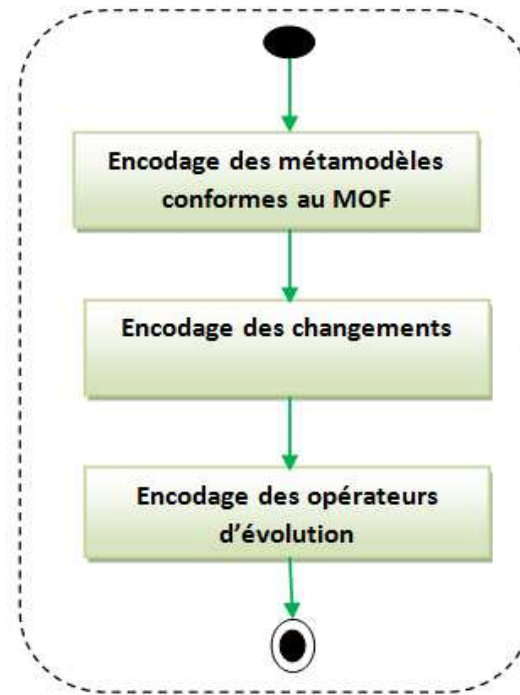 Encodage des métamodèles
conformes au MOF
Encodage des changements
Encodage des opérateurs
d'évolution